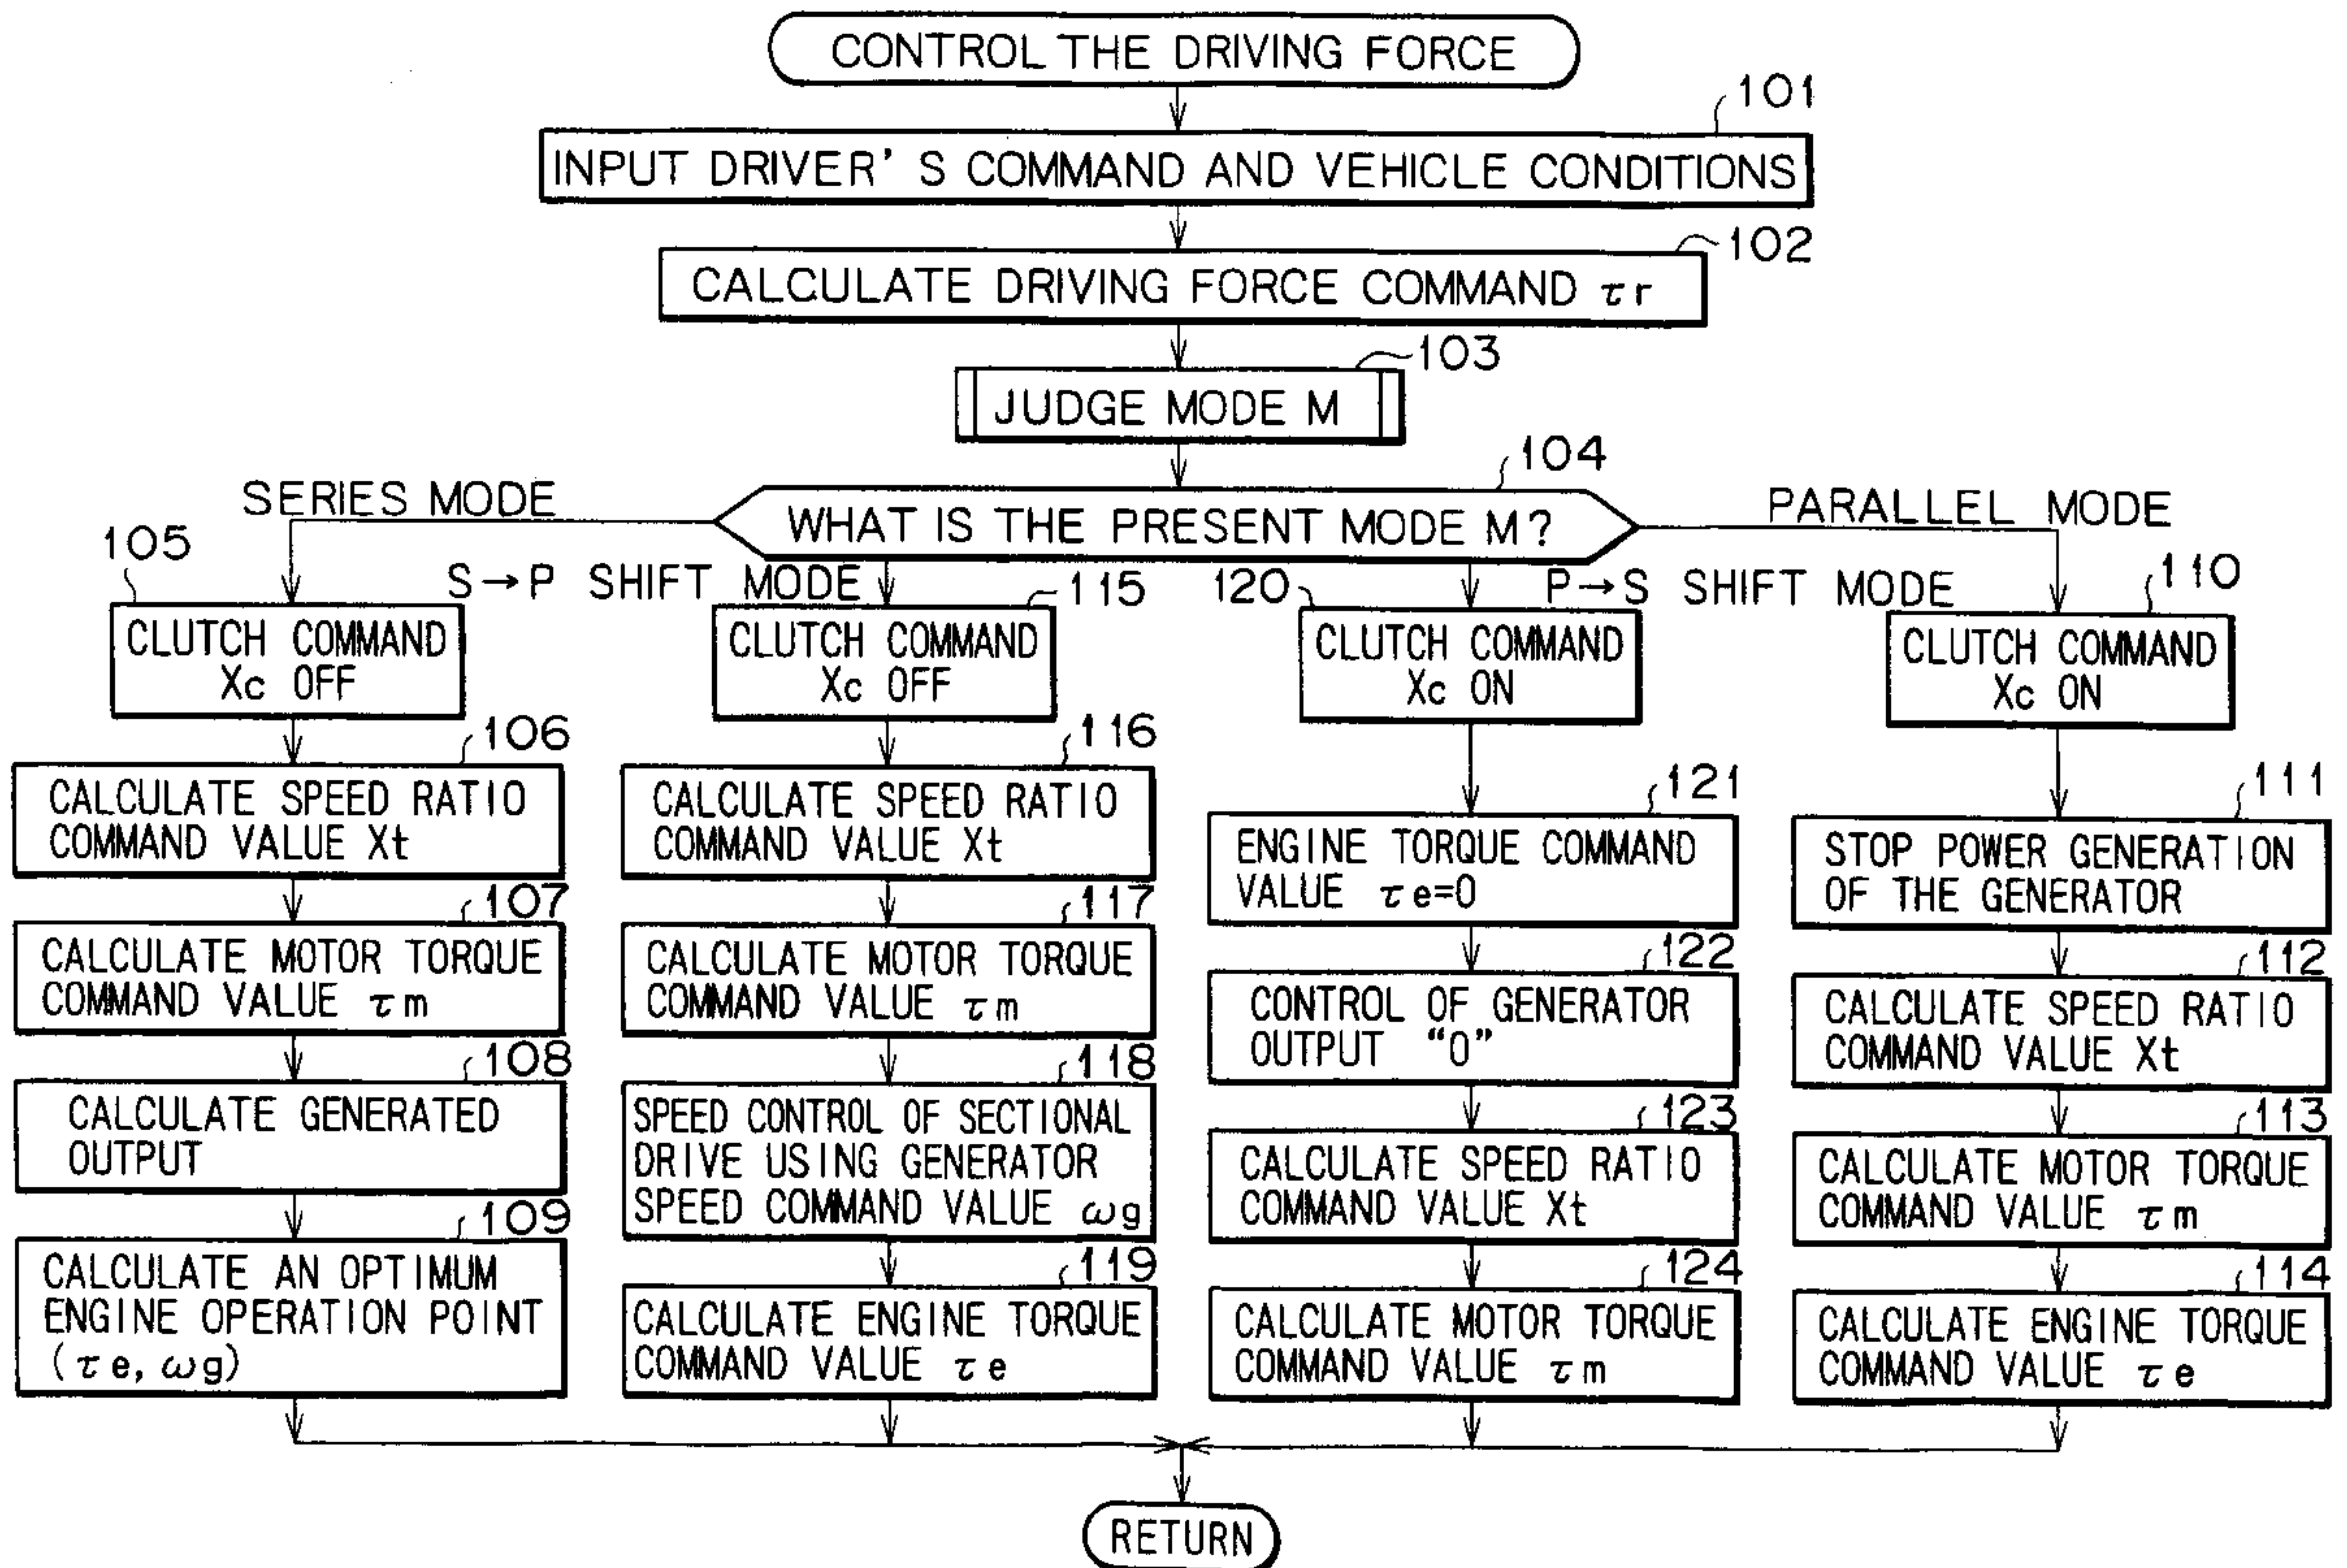 CONTROL THE DRIVING FORCE
101
INPUT DRIVER'S COMMAND AND VEHICLE CONDITIONS
102
CALCULATE DRIVING FORCE COMMAND τr
103
JUDGE MODE M
104
WHAT IS THE PRESENT MODE M?
SERIES MODE
105
CLUTCH COMMAND
Xc OFF
106
CALCULATE SPEED RATIO
COMMAND VALUE Xt
107
CALCULATE MOTOR TORQUE
COMMAND VALUE τm
108
CALCULATE GENERATED
OUTPUT
109
CALCULATE AN OPTIMUM
ENGINE OPERATION POINT
(τe, ωg)
S→P SHIFT MODE
115
CLUTCH COMMAND
Xc OFF
116
CALCULATE SPEED RATIO
COMMAND VALUE Xt
117
CALCULATE MOTOR TORQUE
COMMAND VALUE τm
118
SPEED CONTROL OF SECTIONAL
DRIVE USING GENERATOR
SPEED COMMAND VALUE ωg
119
CALCULATE ENGINE TORQUE
COMMAND VALUE τe
P→S SHIFT MODE
120
CLUTCH COMMAND
Xc ON
121
ENGINE TORQUE COMMAND
VALUE τe=0
122
CONTROL OF GENERATOR
OUTPUT “0”
123
CALCULATE SPEED RATIO
COMMAND VALUE Xt
124
CALCULATE MOTOR TORQUE
COMMAND VALUE τm
PARALLEL MODE
110
CLUTCH COMMAND
Xc ON
111
STOP POWER GENERATION
OF THE GENERATOR
112
CALCULATE SPEED RATIO
COMMAND VALUE Xt
113
CALCULATE MOTOR TORQUE
COMMAND VALUE τm
114
CALCULATE ENGINE TORQUE
COMMAND VALUE τe
RETURN